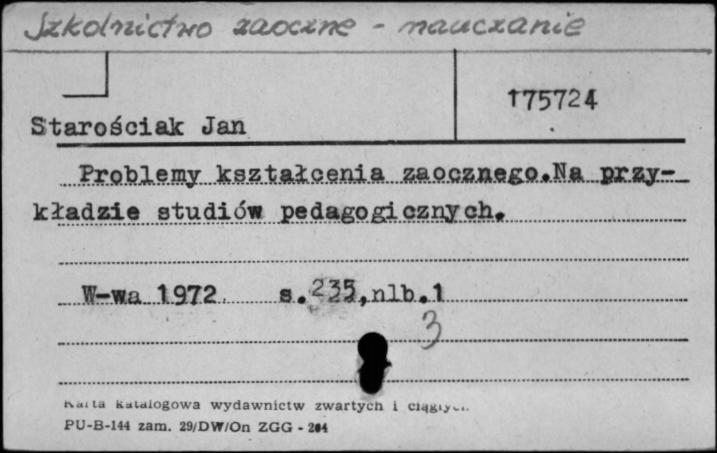 Szkolnictwo zaoczne - nauczanie
175724
Starościak Jan
Problemy kształcenia zaocznego.Na przy-
kładzie studiów pedagogicznych.
W-wa 1972 s.235,nlb.1
3
Karta katalogowa wydawnictw zwartych i ciągłych
PU-B-144 zam. 29/DW/On ZGG - 204